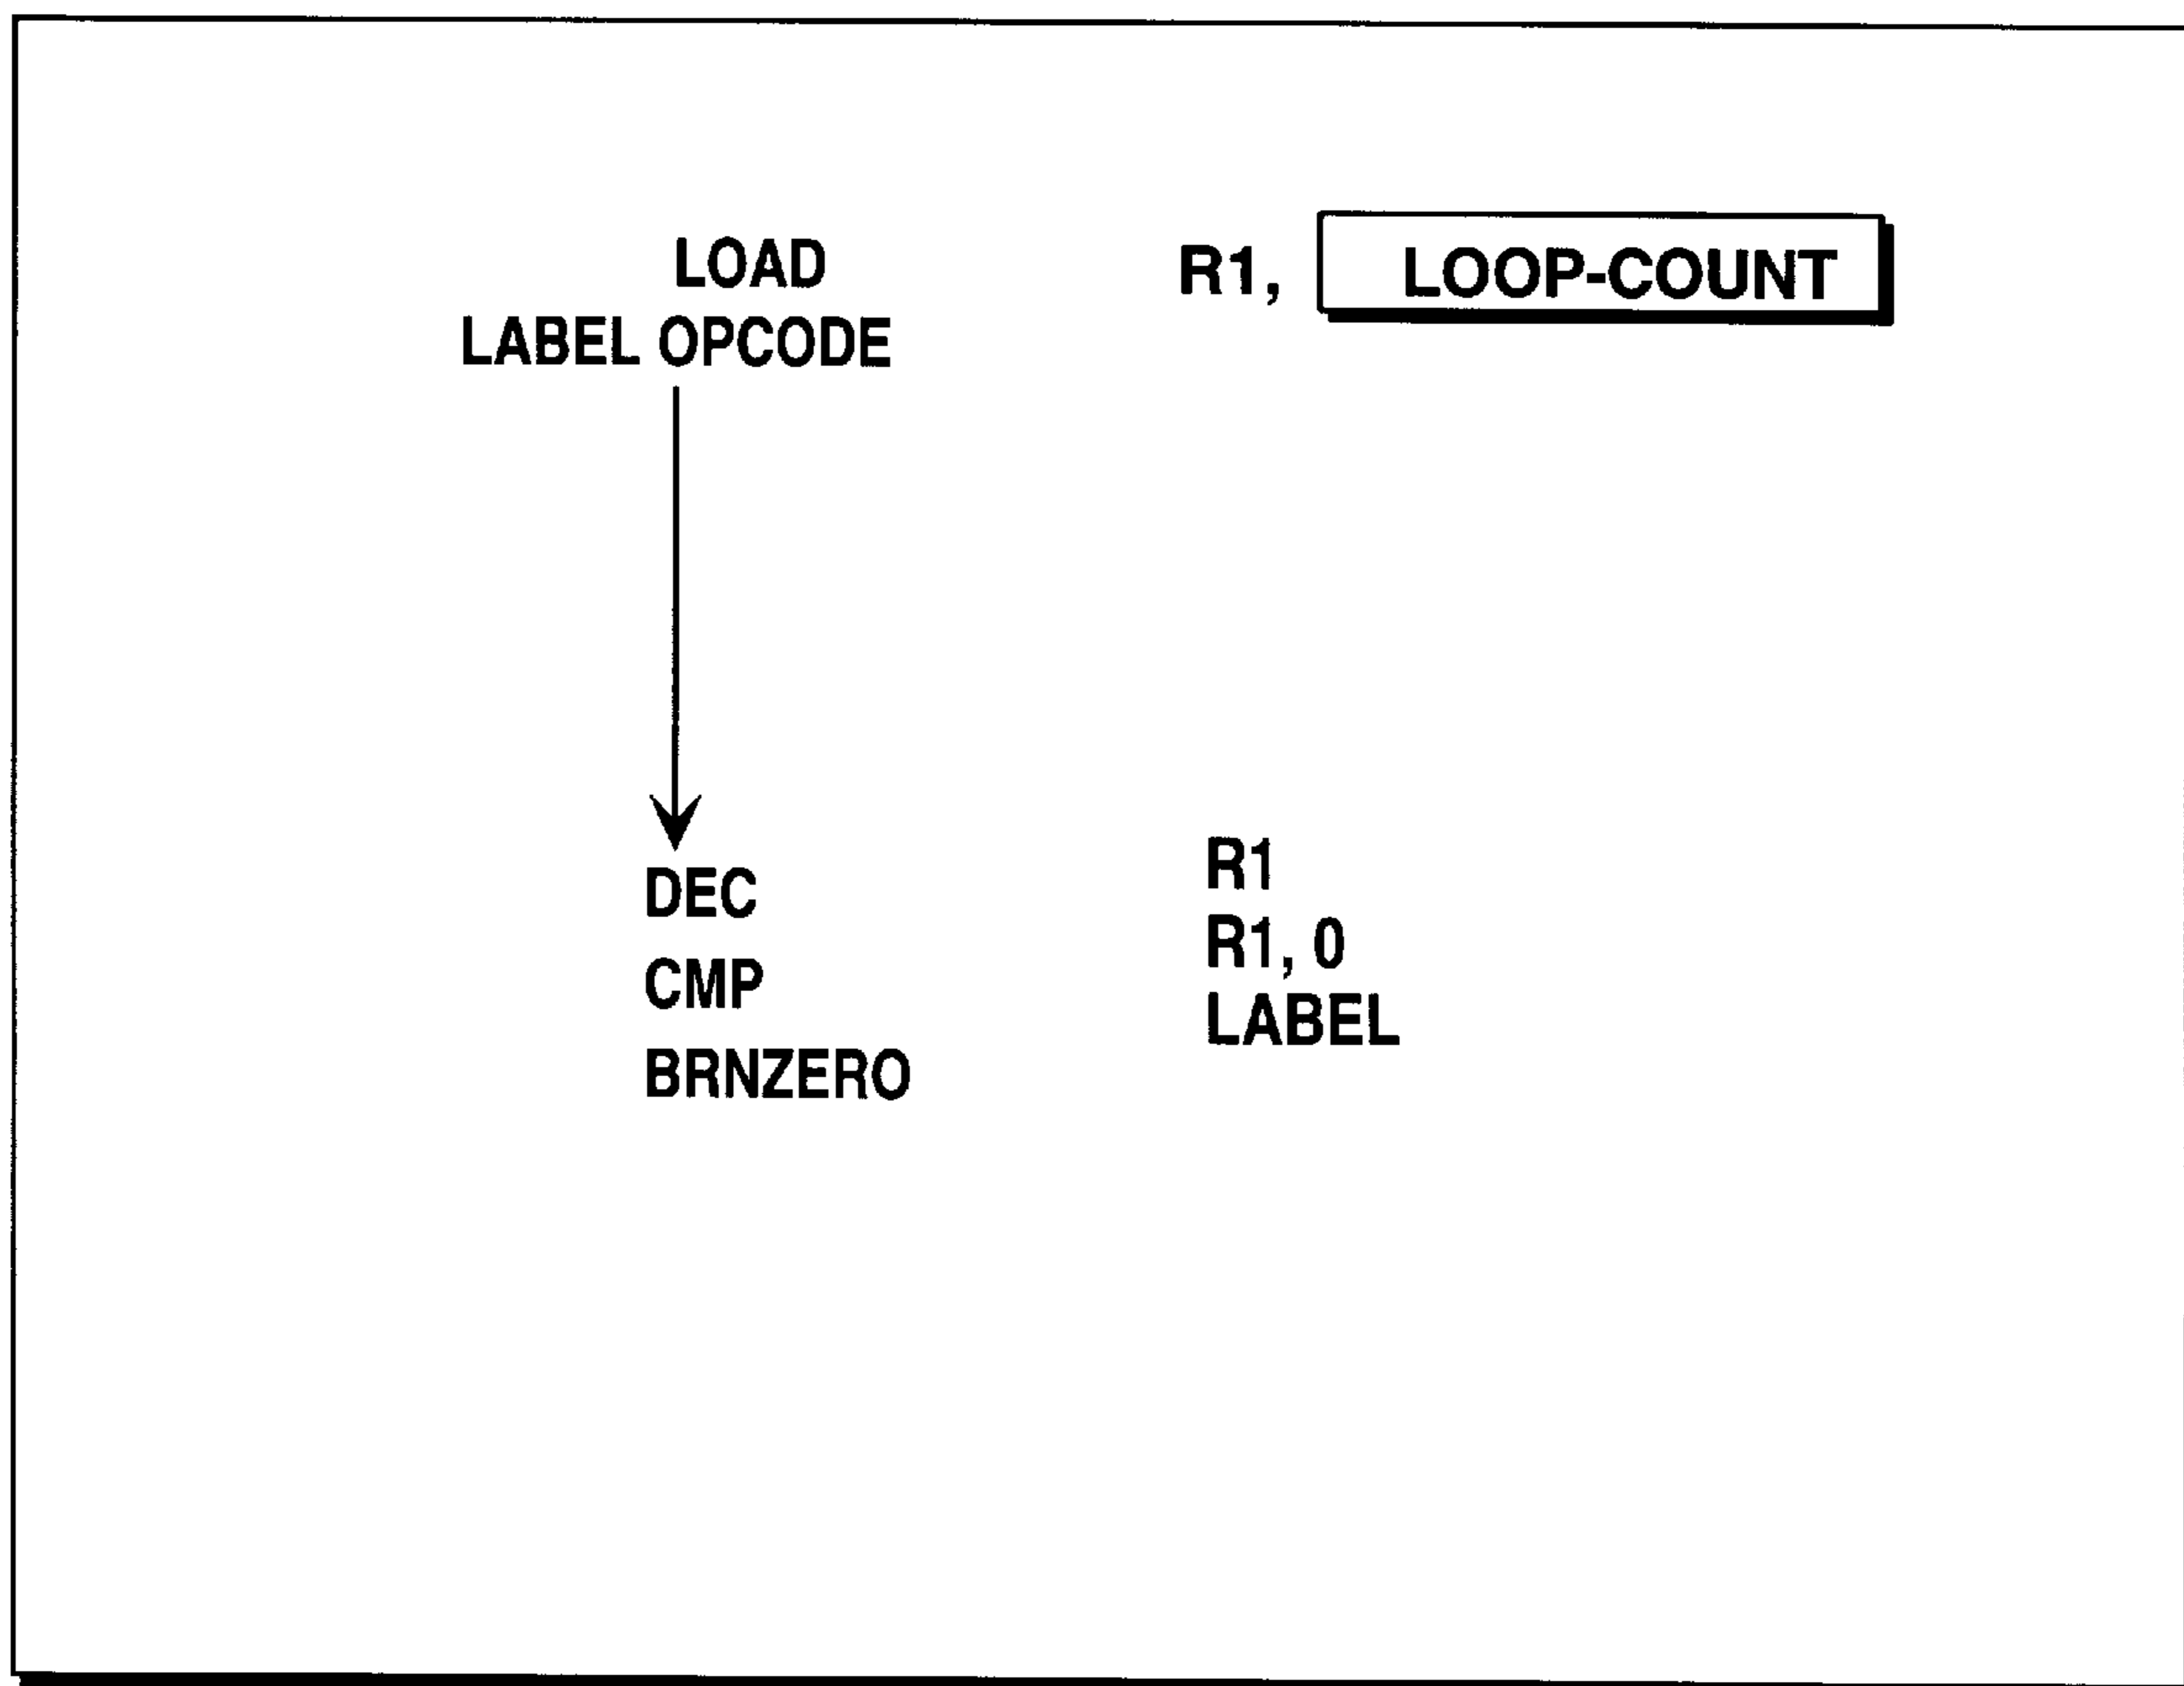 LOAD R1, LOOP-COUNT
LABEL OPCODE
DEC R1
CMP R1, 0
BRNZERO LABEL